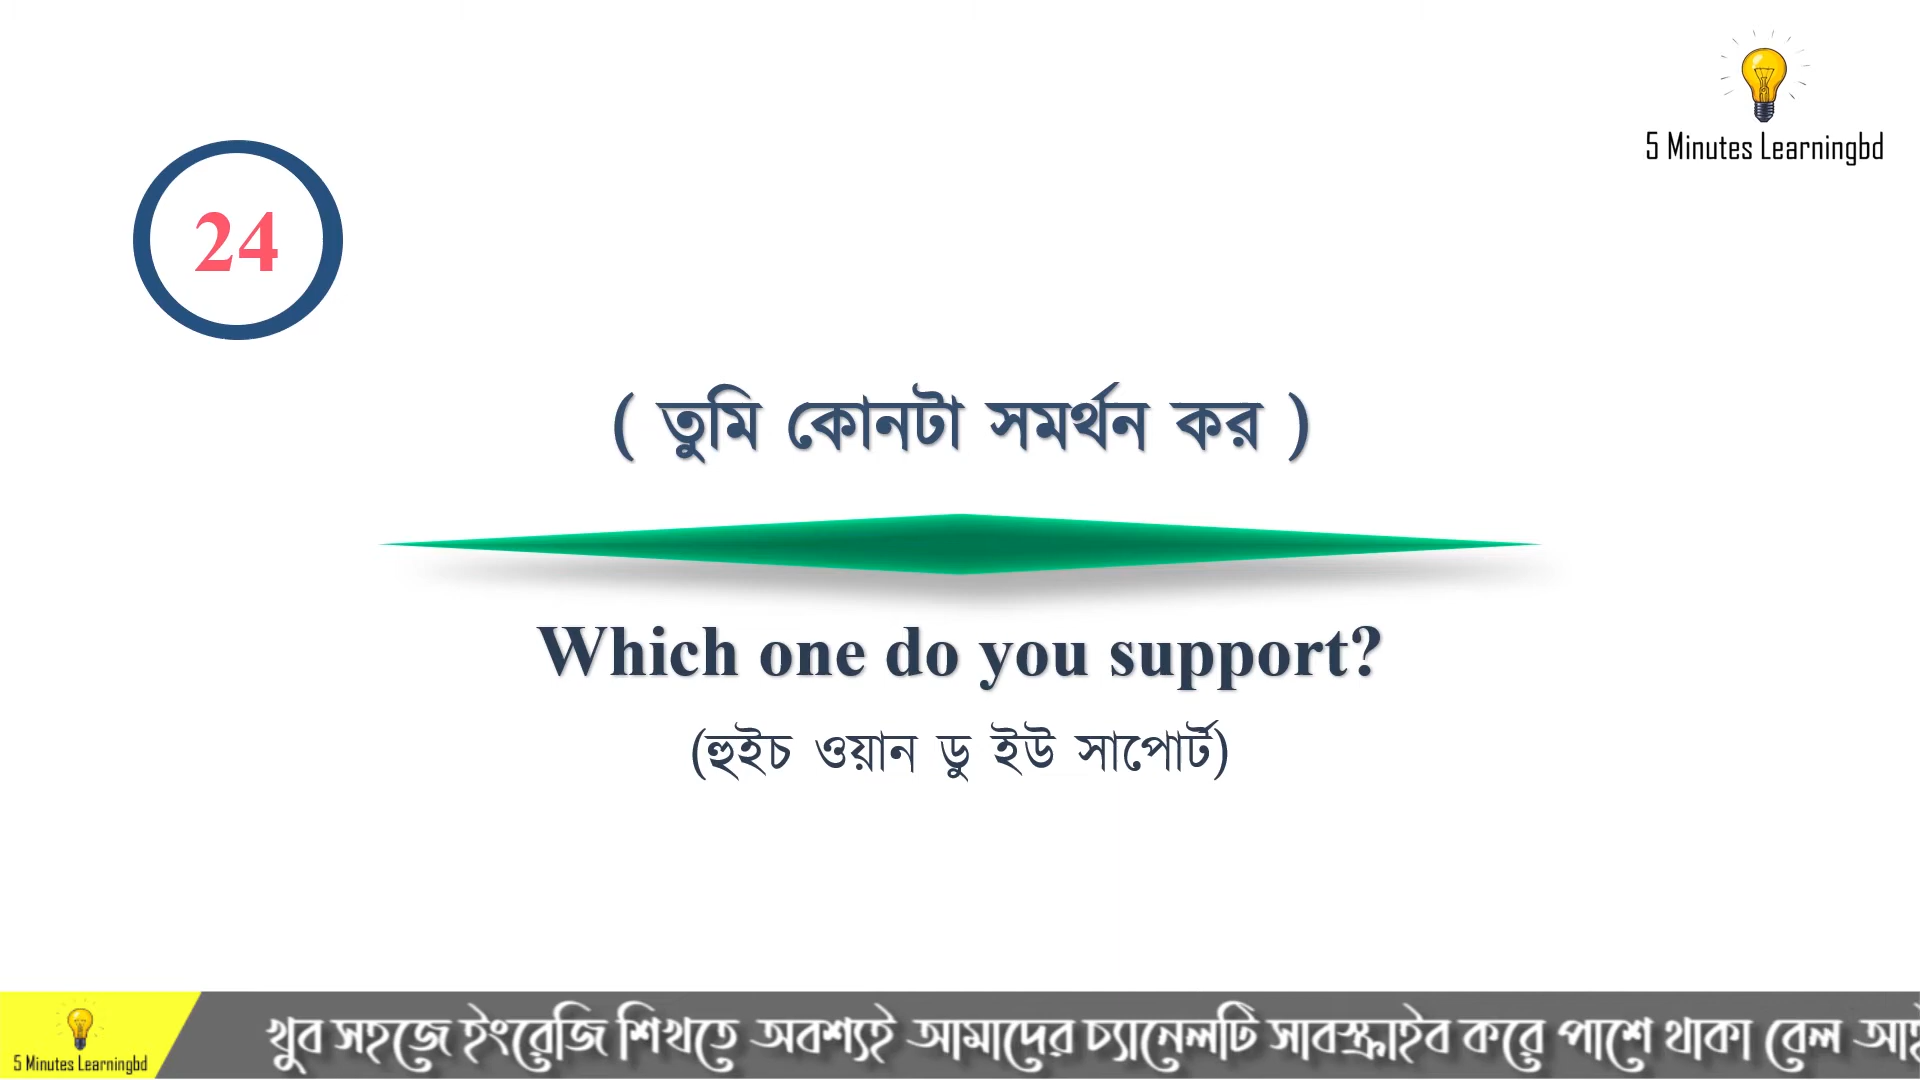 5 Minutes Learningbd
24
( তুমি কোনটা সমর্থন কর )
Which one do you support?
(হুইচ ওয়ান ডু ইউ সাপোর্ট)
5 Minutes Learningbd
খুব সহজে ইংরেজি শিখতে অবশ্যই আমাদের চ্যানেলটি সাবস্ক্রাইব করে পাশে থাকা বেল